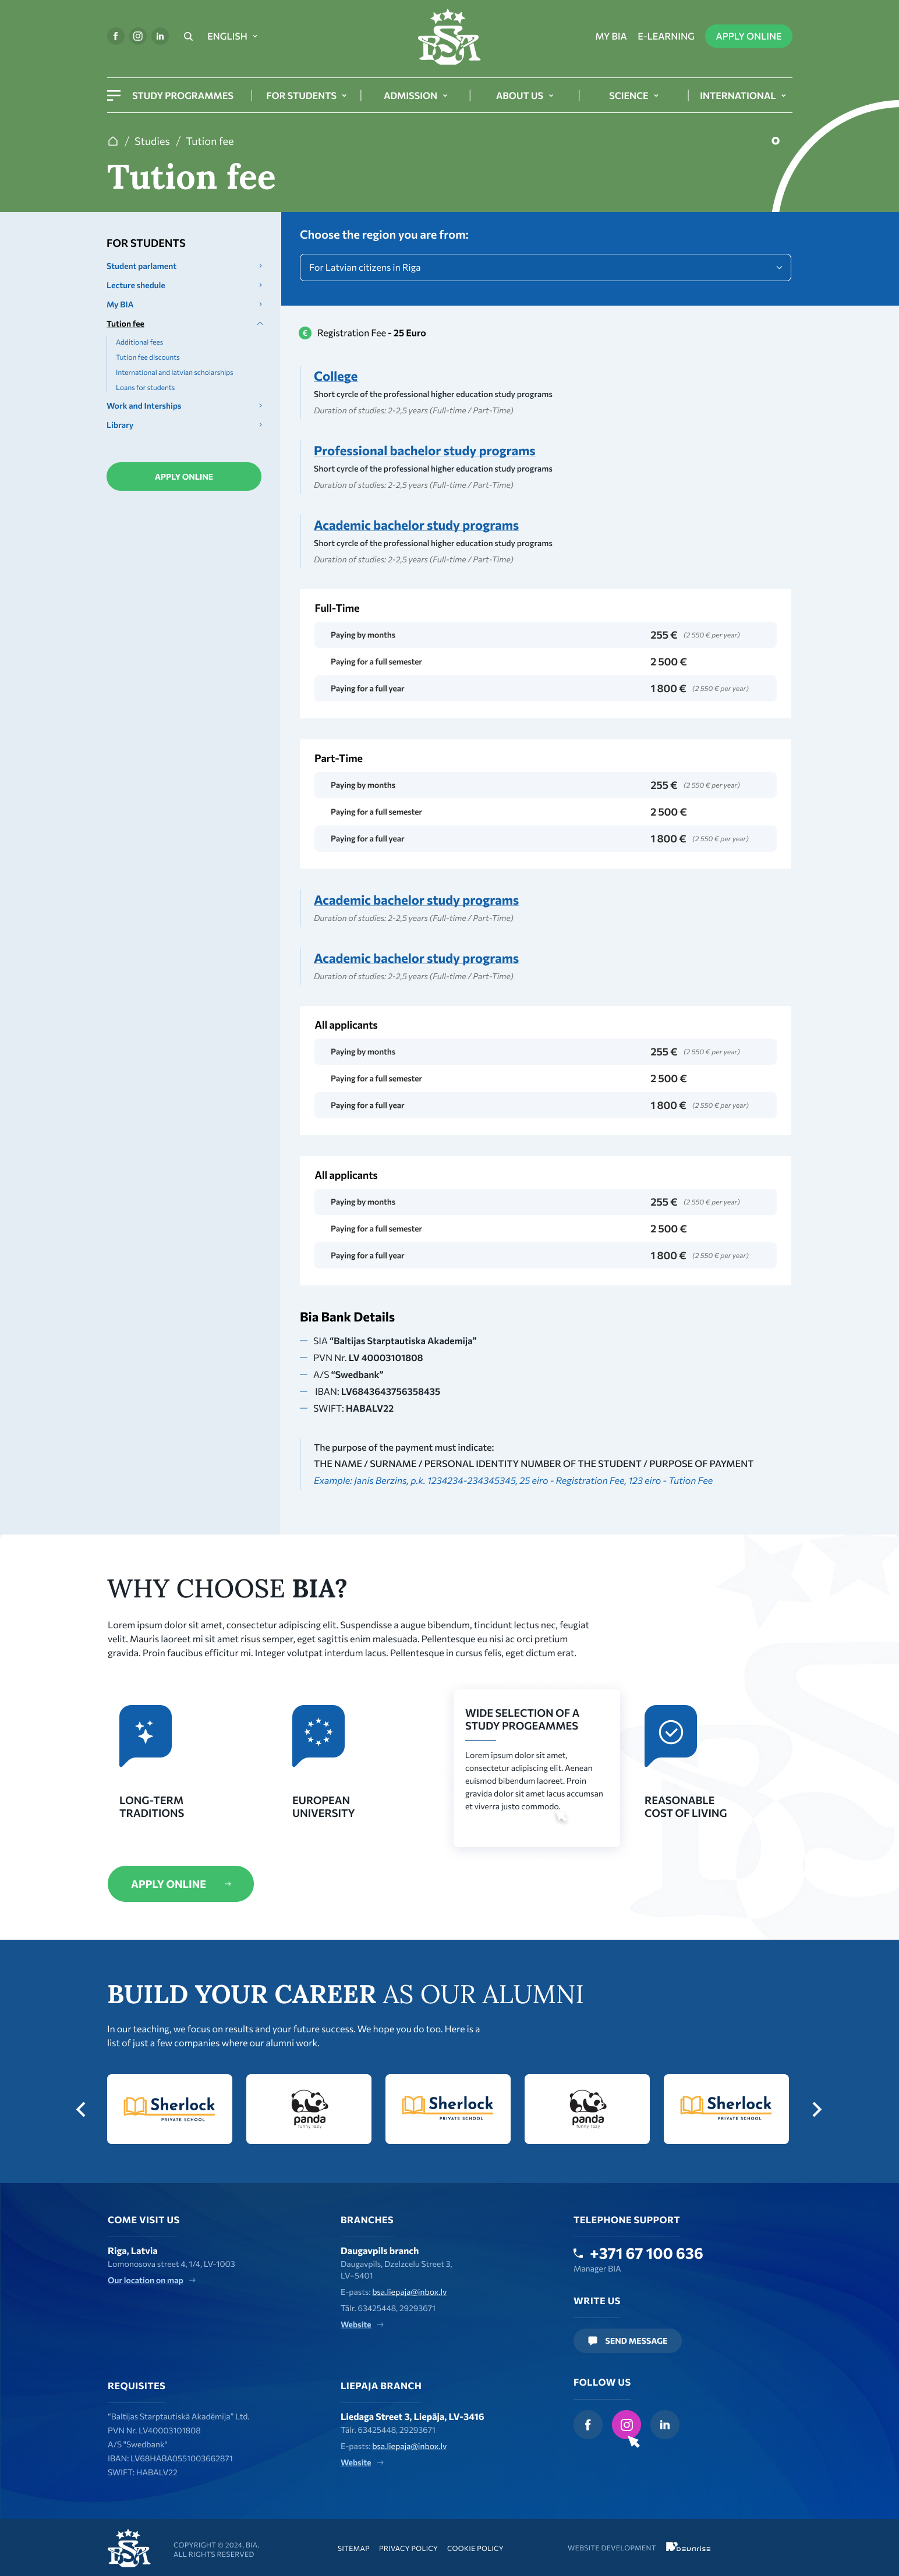 ENGLISH
BSA
MY BIA
E-LEARNING
APPLY ONLINE
STUDY PROGRAMMES
FOR STUDENTS
ADMISSION
ABOUT US
SCIENCE
INTERNATIONAL
/ Studies / Tution fee
Tution fee
FOR STUDENTS
Student parlament
Lecture shedule
My BIA
Tution fee
Additional fees
Tution fee discounts
International and latvian scholarships
Loans for students
Work and Interships
Library
APPLY ONLINE
Choose the region you are from:
For Latvian citizens in Riga
€ Registration Fee - 25 Euro
College
Short cyrcle of the professional higher education study programs
Duration of studies: 2-2,5 years (Full-time / Part-Time)
Professional bachelor study programs
Short cyrcle of the professional higher education study programs
Duration of studies: 2-2,5 years (Full-time / Part-Time)
Academic bachelor study programs
Short cyrcle of the professional higher education study programs
Duration of studies: 2-2,5 years (Full-time / Part-Time)
Full-Time
Paying by months 255 € (2 550 € per year)
Paying for a full semester 2 500 €
Paying for a full year 1 800 € (2 550 € per year)
Part-Time
Paying by months 255 € (2 550 € per year)
Paying for a full semester 2 500 €
Paying for a full year 1 800 € (2 550 € per year)
Academic bachelor study programs
Duration of studies: 2-2,5 years (Full-time / Part-Time)
Academic bachelor study programs
Duration of studies: 2-2,5 years (Full-time / Part-Time)
All applicants
Paying by months 255 € (2 550 € per year)
Paying for a full semester 2 500 €
Paying for a full year 1 800 € (2 550 € per year)
All applicants
Paying by months 255 € (2 550 € per year)
Paying for a full semester 2 500 €
Paying for a full year 1 800 € (2 550 € per year)
Bia Bank Details
— SIA “Baltijas Starptautiska Akademija”
— PVN Nr. LV 40003101808
— A/S “Swedbank”
— IBAN: LV6843643756358435
— SWIFT: HABALV22
The purpose of the payment must indicate:
THE NAME / SURNAME / PERSONAL IDENTITY NUMBER OF THE STUDENT / PURPOSE OF PAYMENT
Example: Janis Berzins, p.k. 1234234-234345345, 25 eiro - Registration Fee, 123 eiro - Tution Fee
WHY CHOOSE BIA?
Lorem ipsum dolor sit amet, consectetur adipiscing elit. Suspendisse a augue bibendum, tincidunt lectus nec, feugiat
velit. Mauris laoreet mi sit amet risus semper, eget sagittis enim malesuada. Pellentesque eu nisi ac orci pretium
gravida. Proin faucibus efficitur mi. Integer volutpat interdum lacus. Pellentesque in cursus felis, eget dictum erat.
LONG-TERM
TRADITIONS
EUROPEAN
UNIVERSITY
WIDE SELECTION OF A
STUDY PROGEAMMES
Lorem ipsum dolor sit amet,
consectetur adipiscing elit. Aenean
euismod bibendum laoreet. Proin
gravida dolor sit amet lacus accumsan
et viverra justo commodo.
REASONABLE
COST OF LIVING
APPLY ONLINE
BUILD YOUR CAREER AS OUR ALUMNI
In our teaching, we focus on results and your future success. We hope you do too. Here is a
list of just a few companies where our alumni work.
Sherlock
PRIVATE SCHOOL
panda
funny lazy
Sherlock
PRIVATE SCHOOL
panda
funny lazy
Sherlock
PRIVATE SCHOOL
COME VISIT US
Riga, Latvia
Lomonosova street 4, 1/4, LV-1003
Our location on map
BRANCHES
Daugavpils branch
Daugavpils, Dzelzcelu Street 3,
LV–5401
E-pasts: bsa.liepaja@inbox.lv
Tālr. 63425448, 29293671
Website
TELEPHONE SUPPORT
+371 67 100 636
Manager BIA
WRITE US
SEND MESSAGE
REQUISITES
"Baltijas Starptautiskā Akadēmija" Ltd.
PVN Nr. LV40003101808
A/S "Swedbank"
IBAN: LV68HABA0551003662871
SWIFT: HABALV22
LIEPAJA BRANCH
Liedaga Street 3, Liepāja, LV-3416
Tālr. 63425448, 29293671
E-pasts: bsa.liepaja@inbox.lv
Website
FOLLOW US
BSA
COPYRIGHT © 2024, BIA.
ALL RIGHTS RESERVED
SITEMAP
PRIVACY POLICY
COOKIE POLICY
WEBSITE DEVELOPMENT